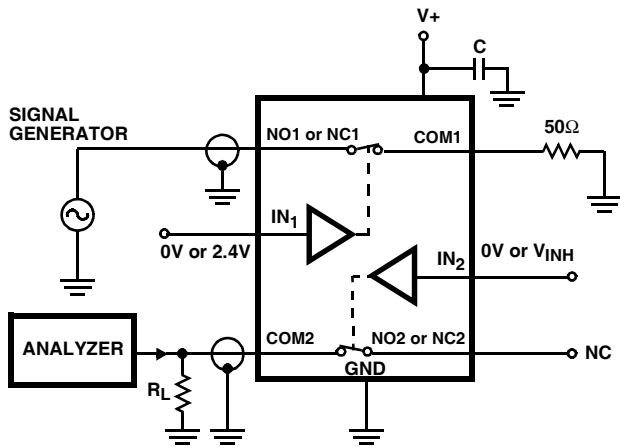 V+
C
SIGNAL
GENERATOR
NO1 or NC1
COM1
50Ω
IN1
0V or 2.4V
IN2
0V or VINH
ANALYZER
COM2
NO2 or NC2
NC
GND
RL